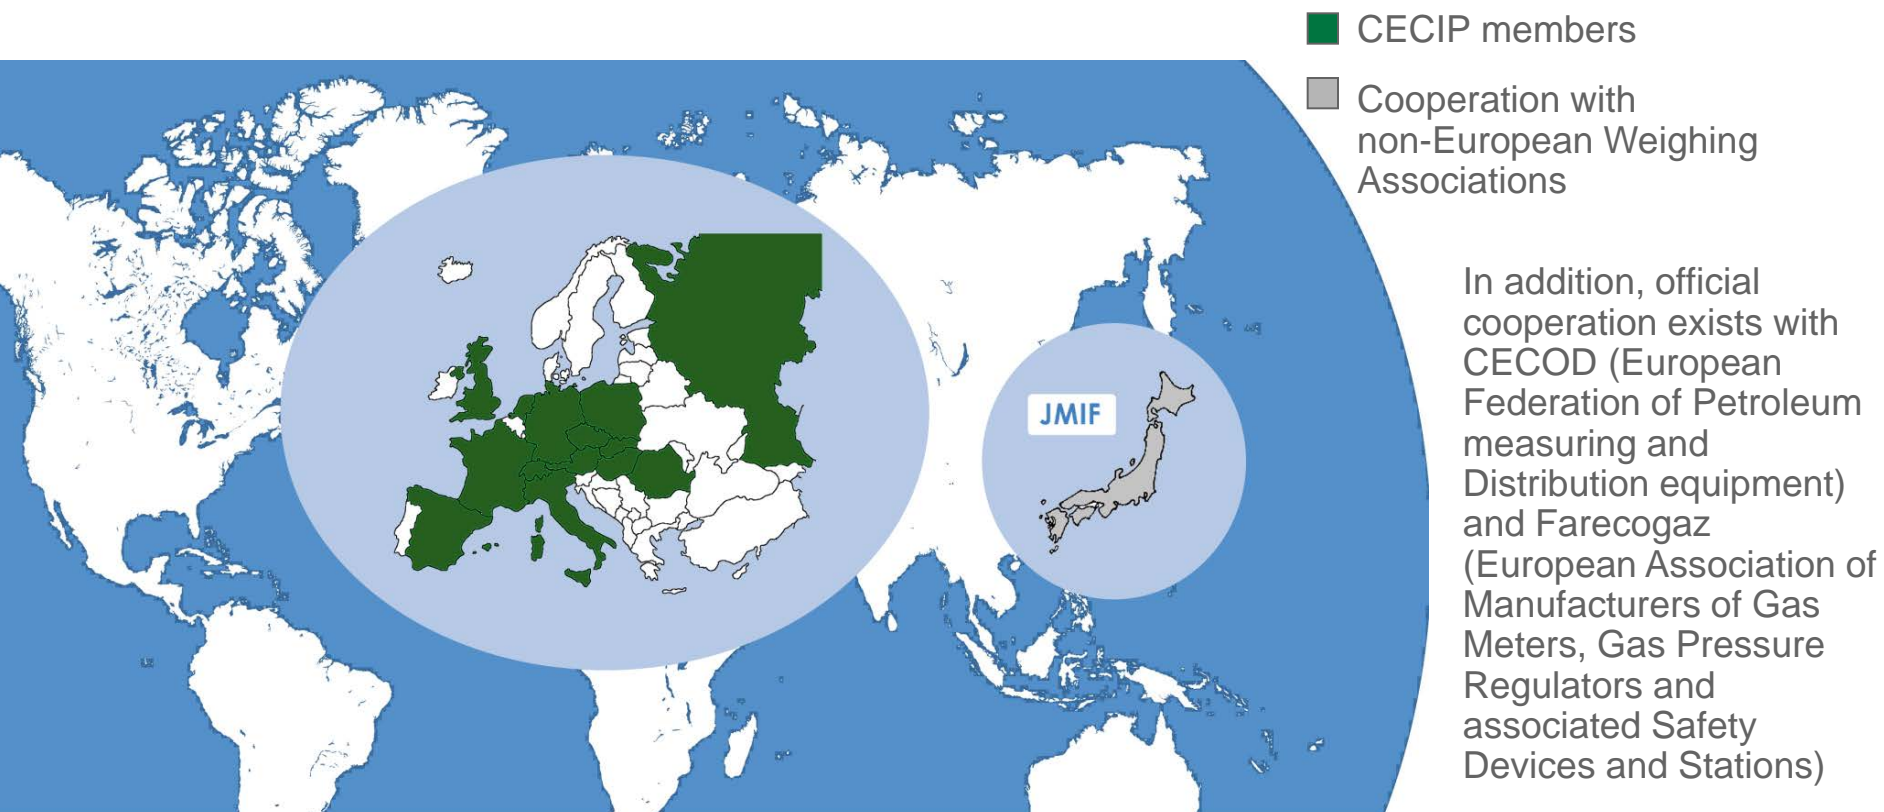 CECIP members
Cooperation with
non-European Weighing
Associations
In addition, official
cooperation exists with
CECOD (European
Federation of Petroleum
measuring and
Distribution equipment)
and Farecogaz
(European Association of
Manufacturers of Gas
Meters, Gas Pressure
Regulators and
associated Safety
Devices and Stations)
JMIF